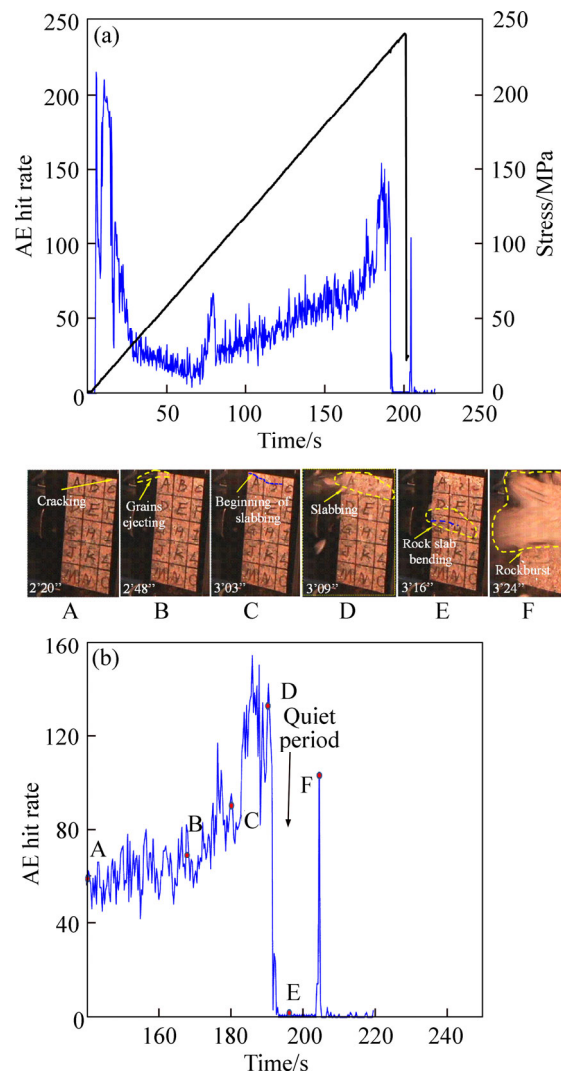 (a)
250
200
150
100
50
0
AE hit rate
250
200
150
100
50
0
Stress/MPa
50
100
150
200
250
Time/s
Cracking
2'20"
Grains
ejecting
2'48"
Beginning of
slabbing
3'03"
Slabbing
3'09"
Rock slab
bending
3'16"
Rockburst
3'24"
A
B
C
D
E
F
(b)
160
120
80
40
0
AE hit rate
A
B
C
D
Quiet
period
E
F
160
180
200
220
250
Time/s